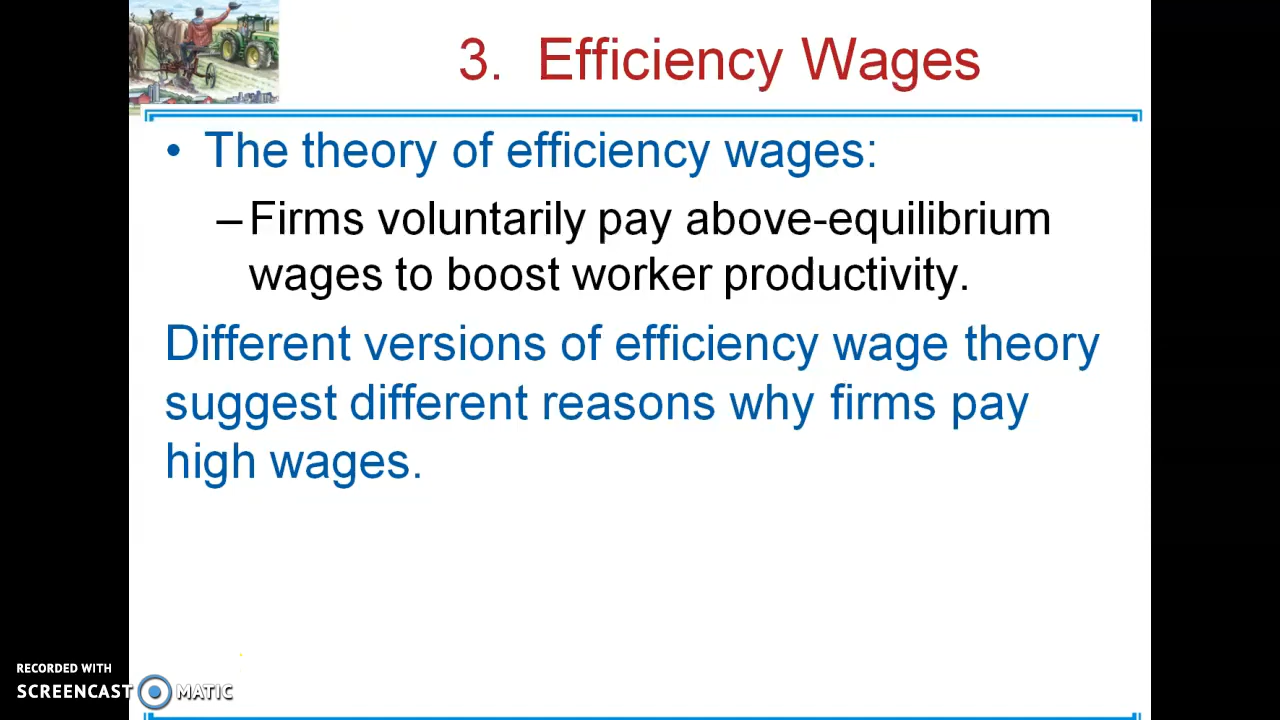 3. Efficiency Wages
• The theory of efficiency wages:
– Firms voluntarily pay above-equilibrium
wages to boost worker productivity.
Different versions of efficiency wage theory
suggest different reasons why firms pay
high wages.
RECORDED WITH
SCREENCAST MATIC